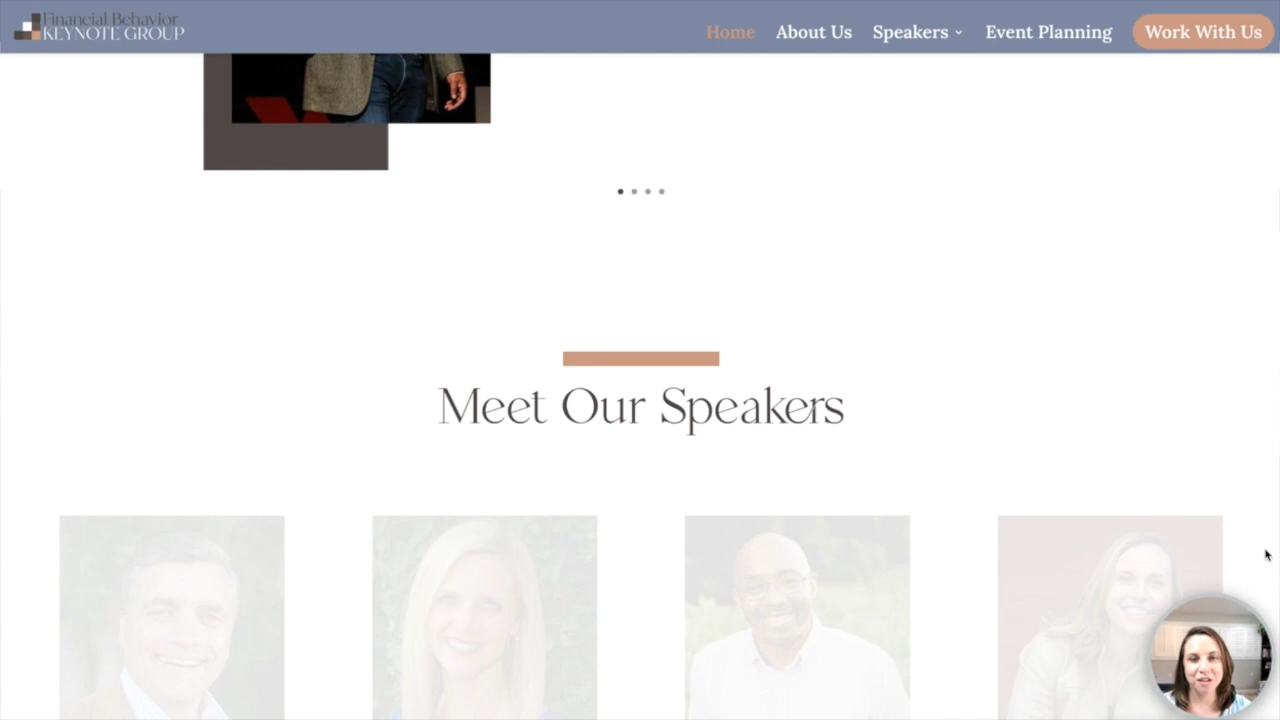 Financial Behavior
KEYNOTE GROUP
Home
About Us
Speakers
Event Planning
Work With Us
Meet Our Speakers